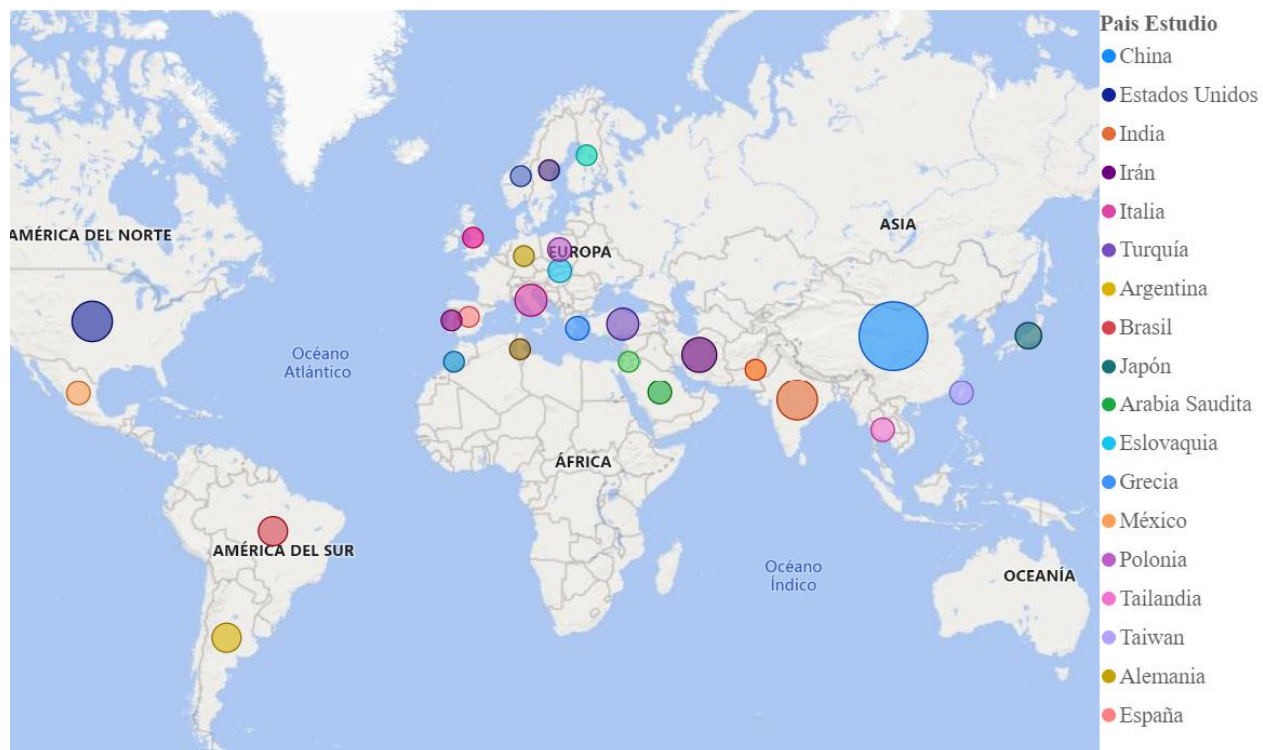 AMÉRICA DEL NORTE
ASIA
EUROPA
Océano
Atlántico
ÁFRICA
AMÉRICA DEL SUR
Océano
Índico
OCEANÍA
Pais Estudio
China
Estados Unidos
India
Irán
Italia
Turquía
Argentina
Brasil
Japón
Arabia Saudita
Eslovaquia
Grecia
México
Polonia
Tailandia
Taiwan
Alemania
España